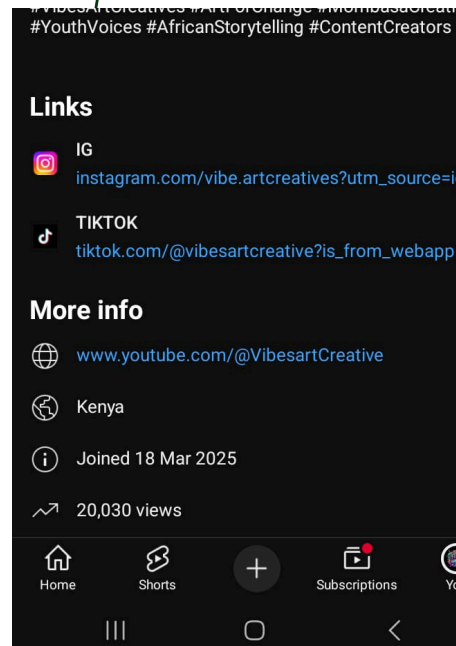 #YouthVoices #AfricanStorytelling #ContentCreators
Links
IG
instagram.com/vibe.artcreatives?utm_source=i
TIKTOK
tiktok.com/@vibesartcreative?is_from_webapp
More info
www.youtube.com/@VibesartCreative
Kenya
Joined 18 Mar 2025
20,030 views
Home
Shorts
Subscriptions